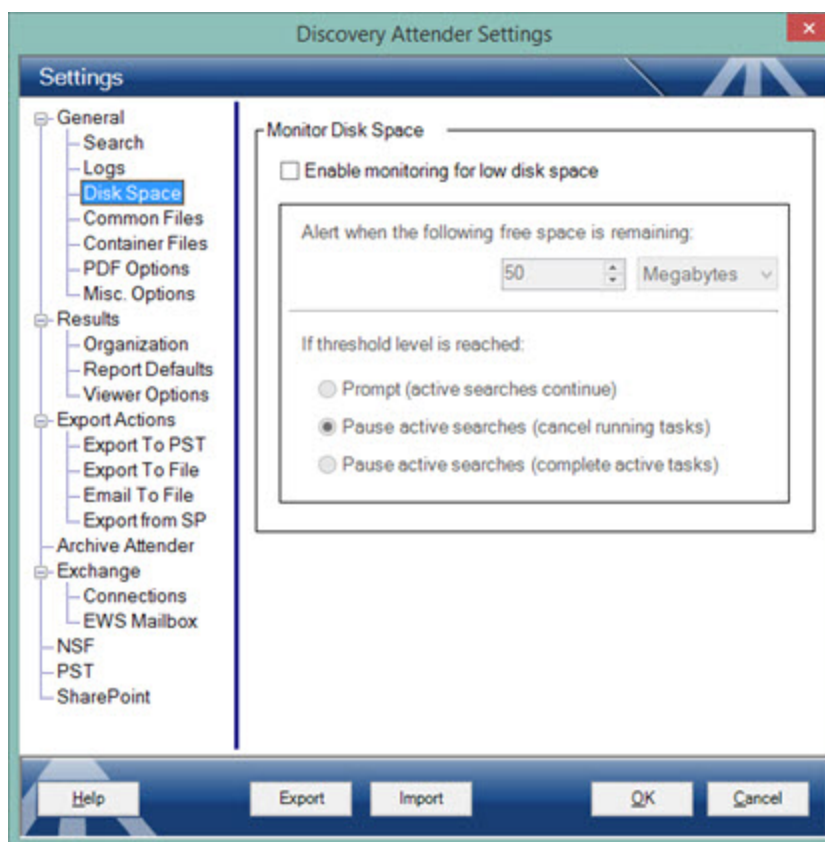 Discovery Attender Settings
Settings
General
Search
Logs
Disk Space
Common Files
Container Files
PDF Options
Misc. Options
Results
Organization
Report Defaults
Viewer Options
Export Actions
Export To PST
Export To File
Email To File
Export from SP
Archive Attender
Exchange
Connections
EWS Mailbox
NSF
PST
SharePoint
Monitor Disk Space
Enable monitoring for low disk space
Alert when the following free space is remaining:
50 Megabytes
If threshold level is reached:
Prompt (active searches continue)
Pause active searches (cancel running tasks)
Pause active searches (complete active tasks)
Help Export Import OK Cancel